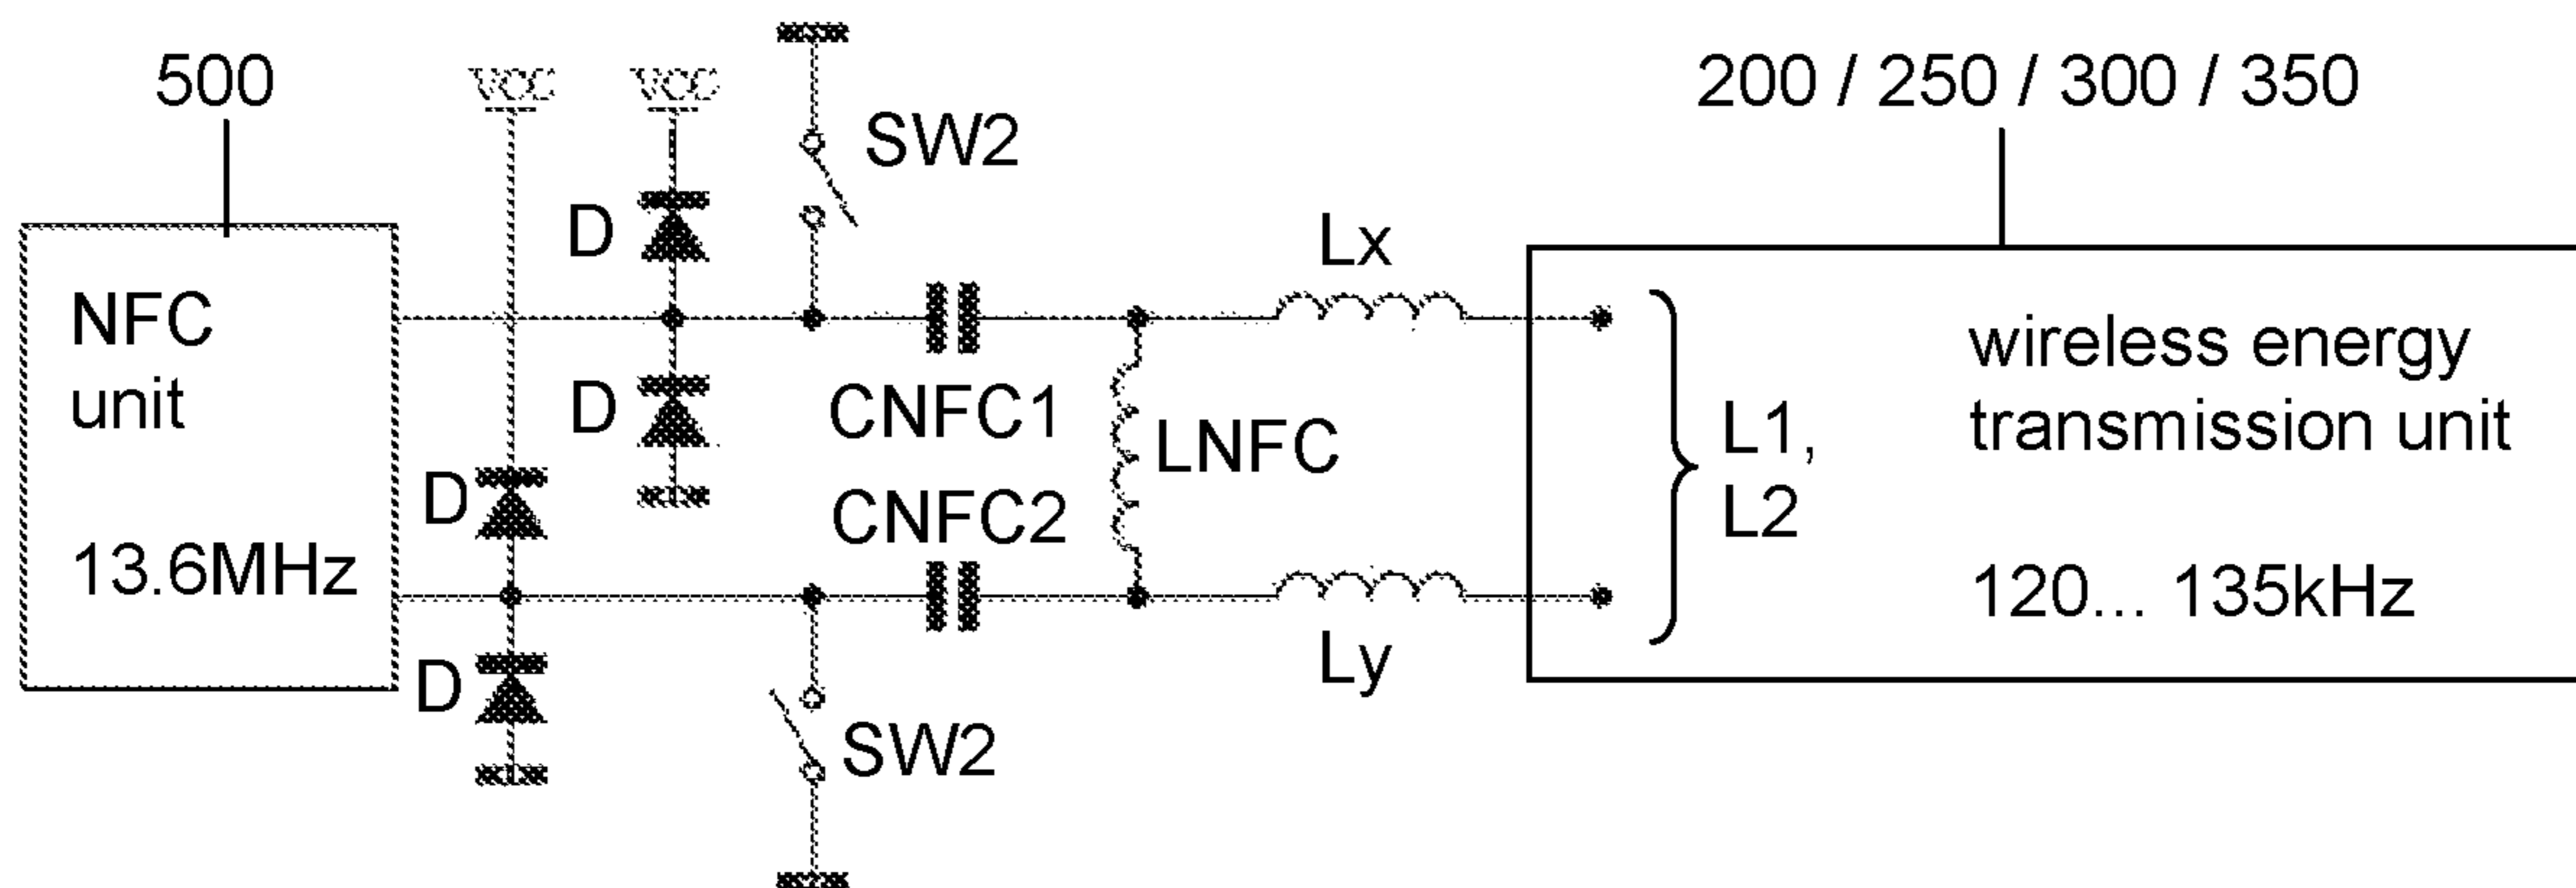 500
200 / 250 / 300 / 350
VCC
VCC
SW2
D
Lx
NFC
unit
D
CNFC1
LNFC
L1,
L2
wireless energy
transmission unit
D
CNFC2
13.6MHz
120... 135kHz
D
Ly
SW2